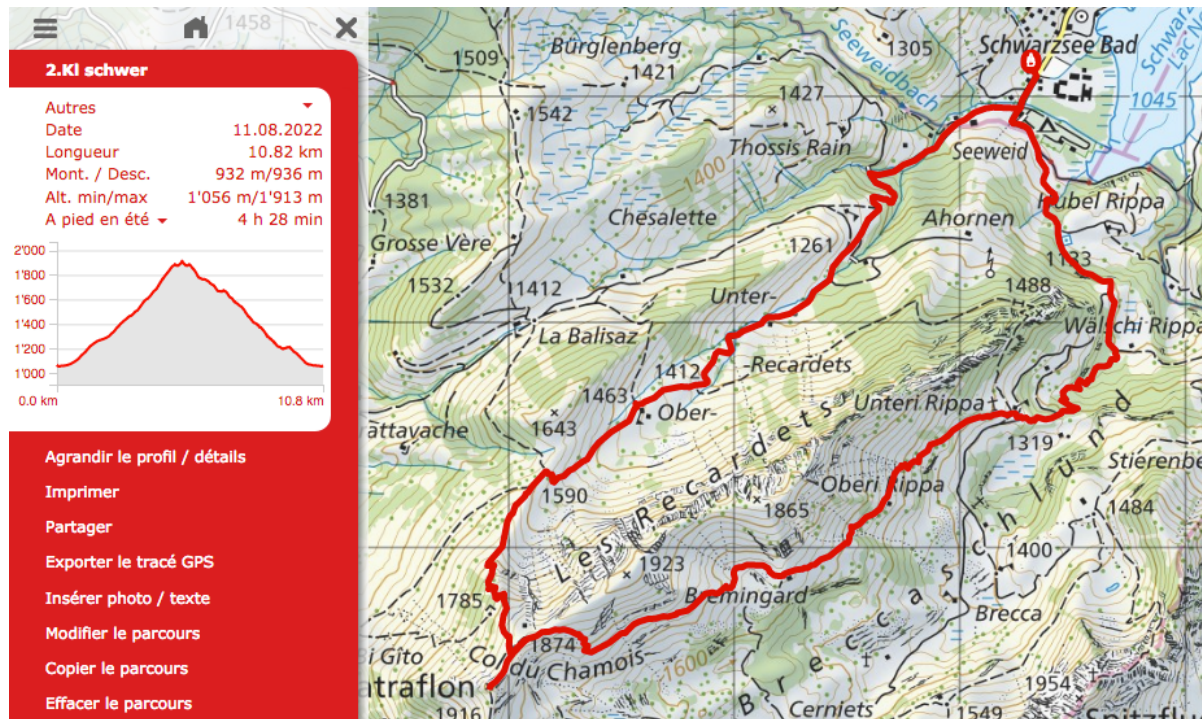 2.Kl schwer
Autres
Date 11.08.2022
Longueur 10.82 km
Mont. / Desc. 932 m/936 m
Alt. min/max 1'056 m/1'913 m
A pied en été 4 h 28 min
2'000
1'800
1'600
1'400
1'200
1'000
0.0 km 10.8 km
Agrandir le profil / détails
Imprimer
Partager
Exporter le tracé GPS
Insérer photo / texte
Modifier le parcours
Copier le parcours
Effacer le parcours
1458
1509
Bürglenberg
1421
1542
1305
Seeweidbach
Schwarzsee Bad
Lac
1045
1427
Thossis Rain
Seeweid
1400
1381
Chesalette
Ahornen
Hubel Rippa
Grosse Vère
1261
1532
1412
Unter-
1488
La Balisaz
Wälschi Rippa
1412
-Recardets
1463
Ober-
Unteri Rippa
1643
1319
1590
Les Recardets
Oberi Rippa
1865
Stierenbe
1484
1400
1923
1785
Bremingard
Brecca
Breccaschlund
1874
Col du Chamois
1600
atraflon
1916
1954
Cerniets
1549